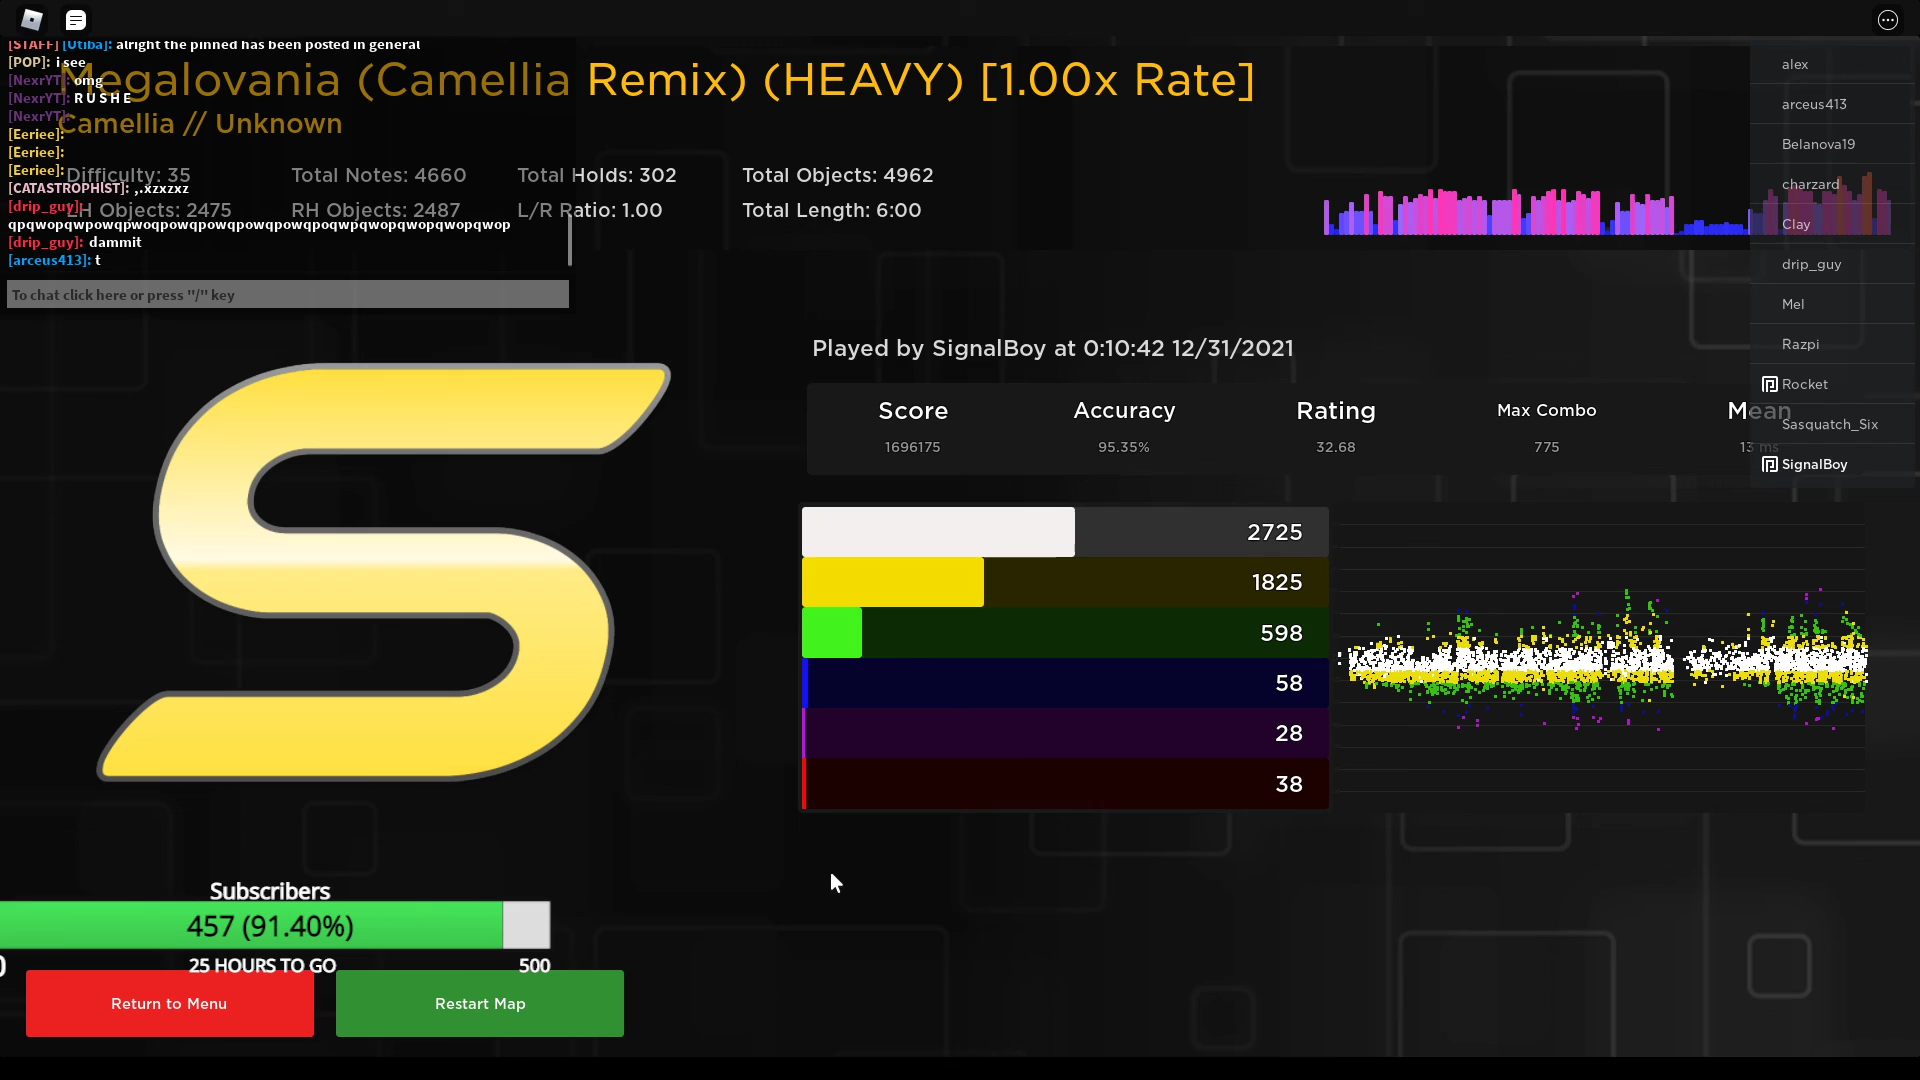 [STAFF] [Utiba]: alright the pinned has been posted in general
[POP]: i see
[NexrYT]: omg
[NexrYT]: R U S H E
[NexrYT]:
[Eeriee]:
[Eeriee]:
[Eeriee]:
[CATASTROPHIST]: ,.xzxzxz
[drip_guy]:
qpqwopqwpowqpwoqpowqpowqpowqpowqpoqwpqwopqwopqwopqwop
[drip_guy]: dammit
[arceus413]: t
To chat click here or press "/" key
Megalovania (Camellia Remix) (HEAVY) [1.00x Rate]
Camellia // Unknown
Difficulty: 35 Total Notes: 4660 Total Holds: 302 Total Objects: 4962
LH Objects: 2475 RH Objects: 2487 L/R Ratio: 1.00 Total Length: 6:00
alex
arceus413
Belanova19
charzard
Clay
drip_guy
Mel
Razpi
Rocket
Sasquatch_Six
SignalBoy
Played by SignalBoy at 0:10:42 12/31/2021
Score Accuracy Rating Max Combo Mean
1696175 95.35% 32.68 775 13 ms
S
2725
1825
598
58
28
38
Subscribers
457 (91.40%)
0 25 HOURS TO GO 500
Return to Menu Restart Map